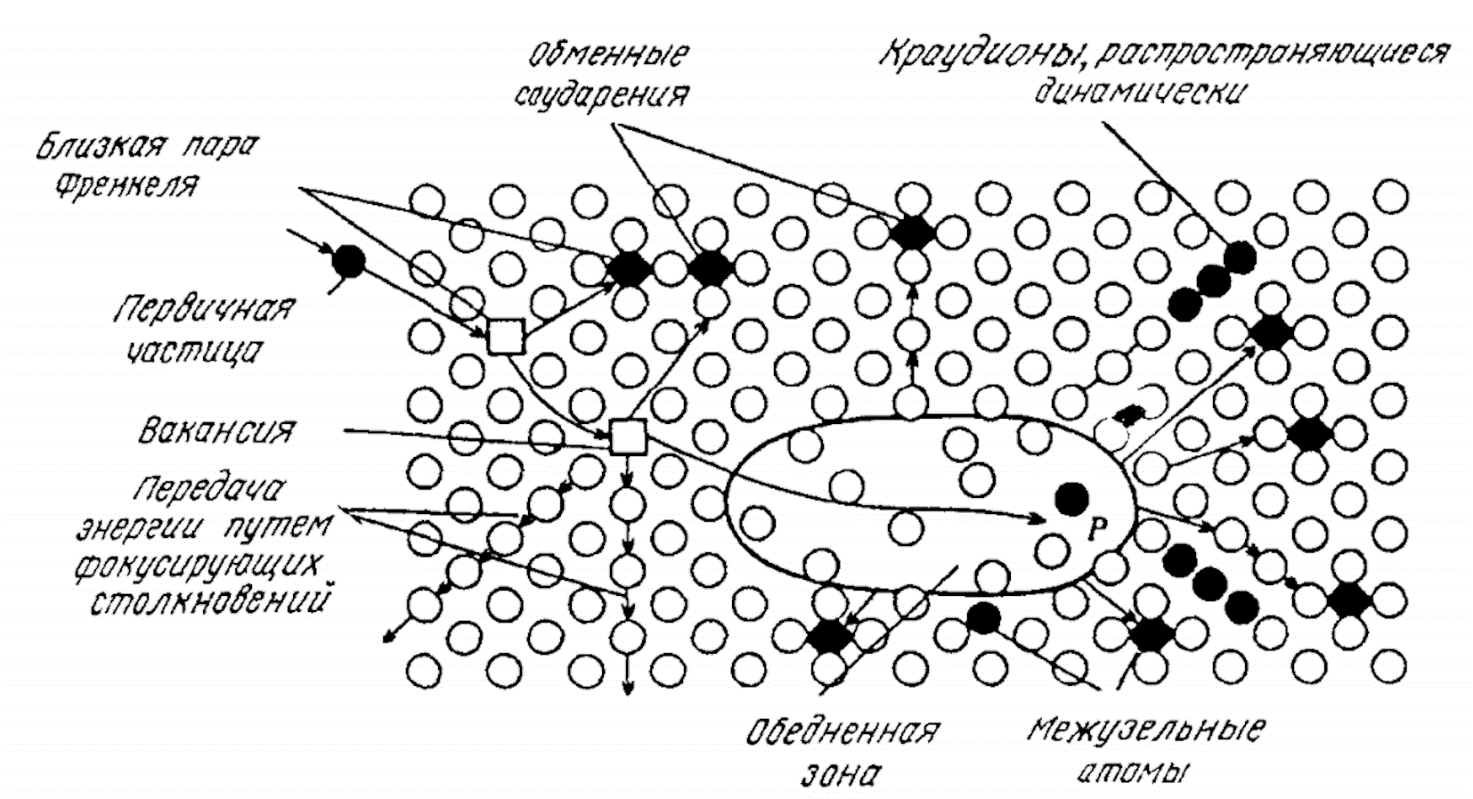 Обменные
соударения
Краудионы, распространяющиеся
динамически
Близкая пара
Френкеля
Первичная
частица
Вакансия
Передача
энергии путем
фокусирующих
столкновений
P
Обедненная
зона
Межузельные
атомы